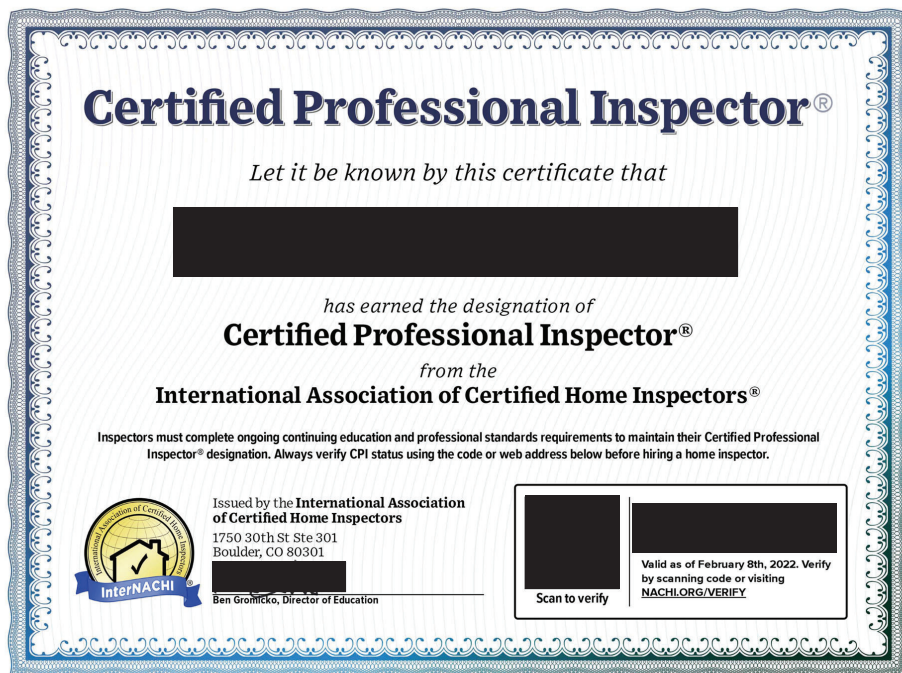 Certified Professional Inspector®
Let it be known by this certificate that
has earned the designation of
Certified Professional Inspector®
from the
International Association of Certified Home Inspectors®
Inspectors must complete ongoing continuing education and professional standards requirements to maintain their Certified Professional
Inspector® designation. Always verify CPI status using the code or web address below before hiring a home inspector.
International Association of Certified Home Inspectors
InterNACHI®
Issued by the International Association
of Certified Home Inspectors
1750 30th St Ste 301
Boulder, CO 80301
Ben Gromicko, Director of Education
Scan to verify
Valid as of February 8th, 2022. Verify
by scanning code or visiting
NACHI.ORG/VERIFY